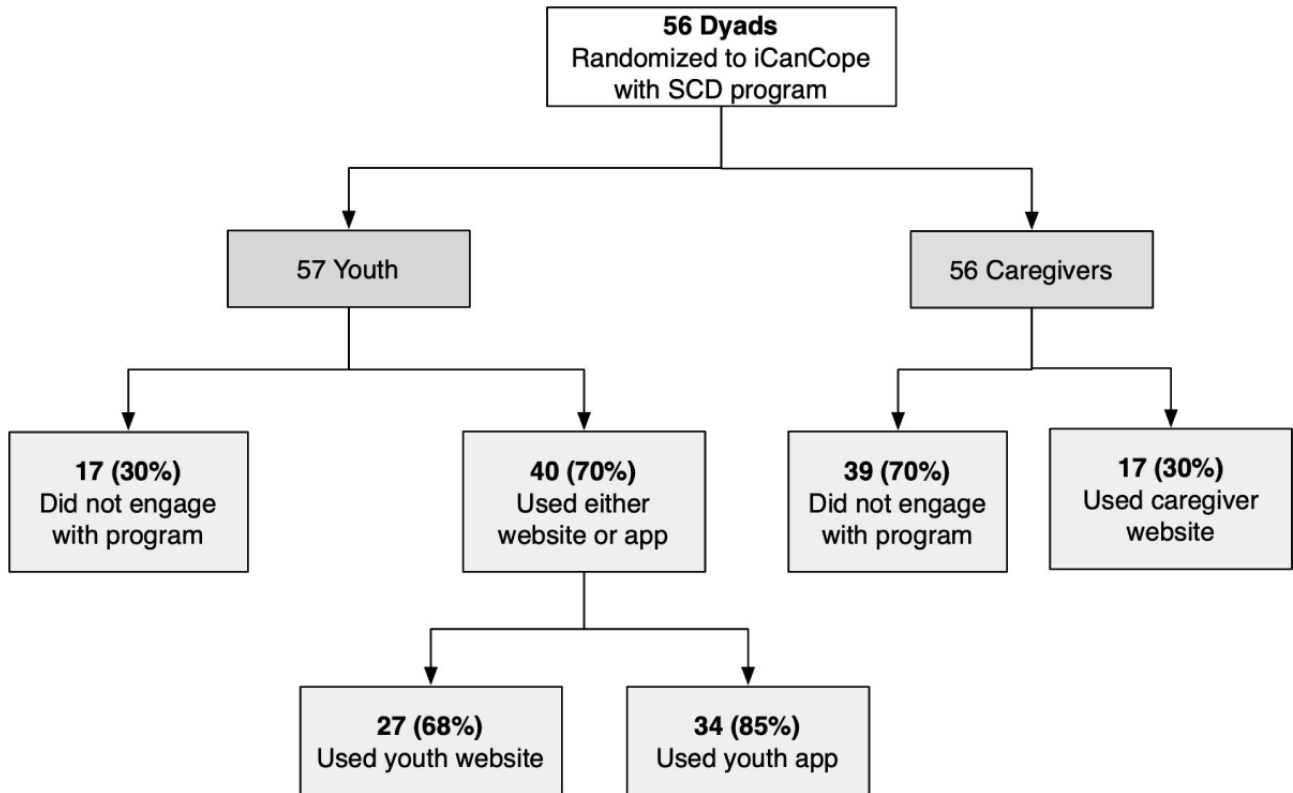 56 Dyads
Randomized to iCanCope
with SCD program
57 Youth
56 Caregivers
17 (30%)
Did not engage
with program
40 (70%)
Used either
website or app
39 (70%)
Did not engage
with program
17 (30%)
Used caregiver
website
27 (68%)
Used youth website
34 (85%)
Used youth app